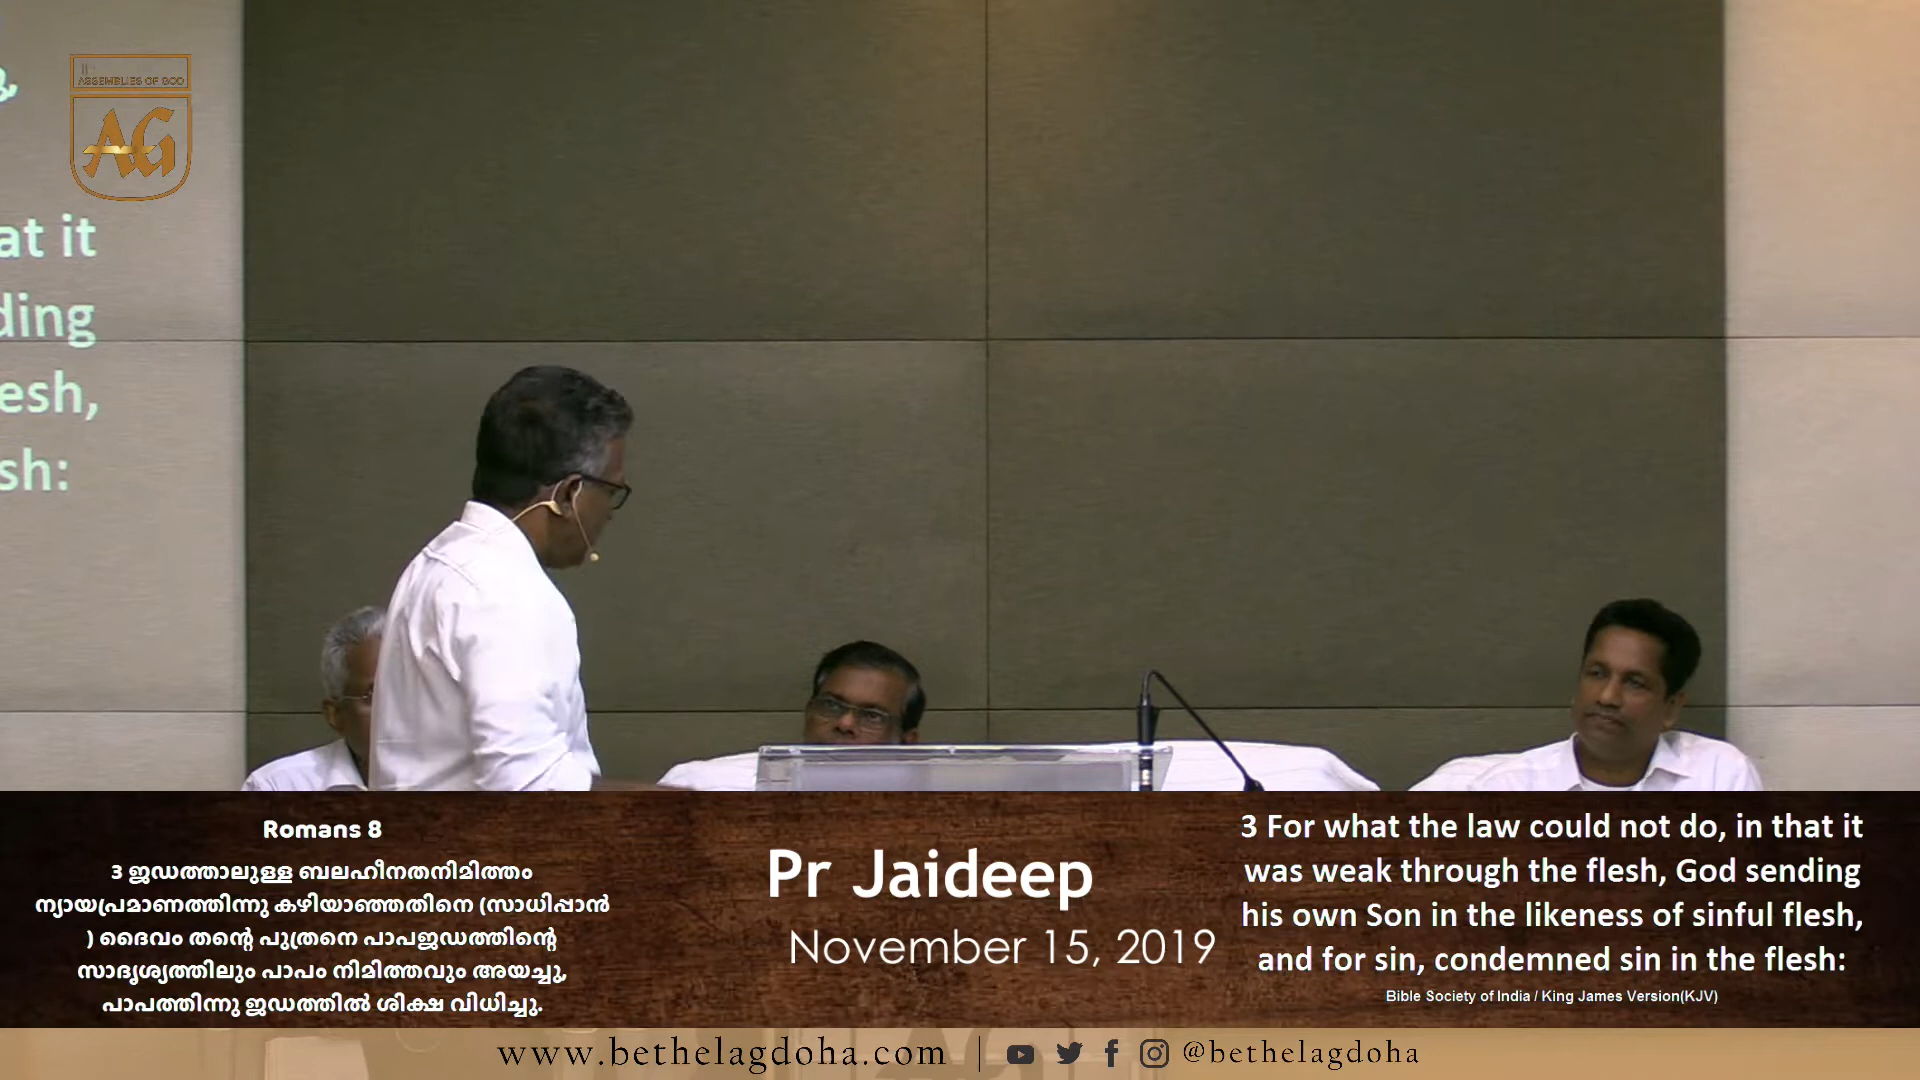 ASSEMBLIES OF GOD
AG
at it
ding
esh,
sh:
Romans 8
3 ജഡത്താലുള്ള ബലഹീനതനിമിത്തം
ന്യായപ്രമാണത്തിന്നു കഴിയാഞ്ഞതിനെ (സാധിപ്പാൻ
) ദൈവം തന്റെ പുത്രനെ പാപജഡത്തിന്റെ
സാദൃശ്യത്തിലും പാപം നിമിത്തവും അയച്ചു,
പാപത്തിന്നു ജഡത്തിൽ ശിക്ഷ വിധിച്ചു.
Pr Jaideep
November 15, 2019
3 For what the law could not do, in that it
was weak through the flesh, God sending
his own Son in the likeness of sinful flesh,
and for sin, condemned sin in the flesh:
Bible Society of India / King James Version(KJV)
www.bethelagdoha.com | @bethelagdoha